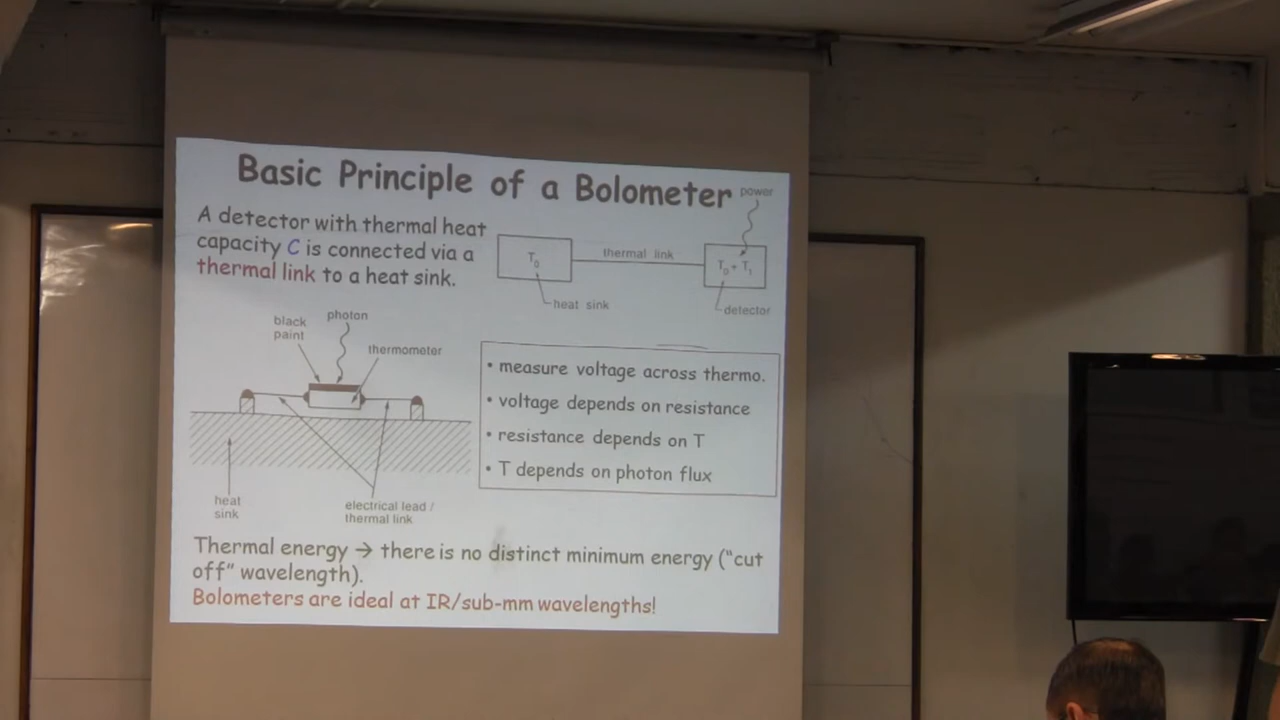 Basic Principle of a Bolometer
power
A detector with thermal heat
capacity C is connected via a
thermal link to a heat sink.
T₀
thermal link
T₀ + T₁
heat sink
detector
photon
black
paint
thermometer
• measure voltage across thermo.
• voltage depends on resistance
• resistance depends on T
• T depends on photon flux
heat
sink
electrical lead /
thermal link
Thermal energy → there is no distinct minimum energy (“cut
off” wavelength).
Bolometers are ideal at IR/sub-mm wavelengths!